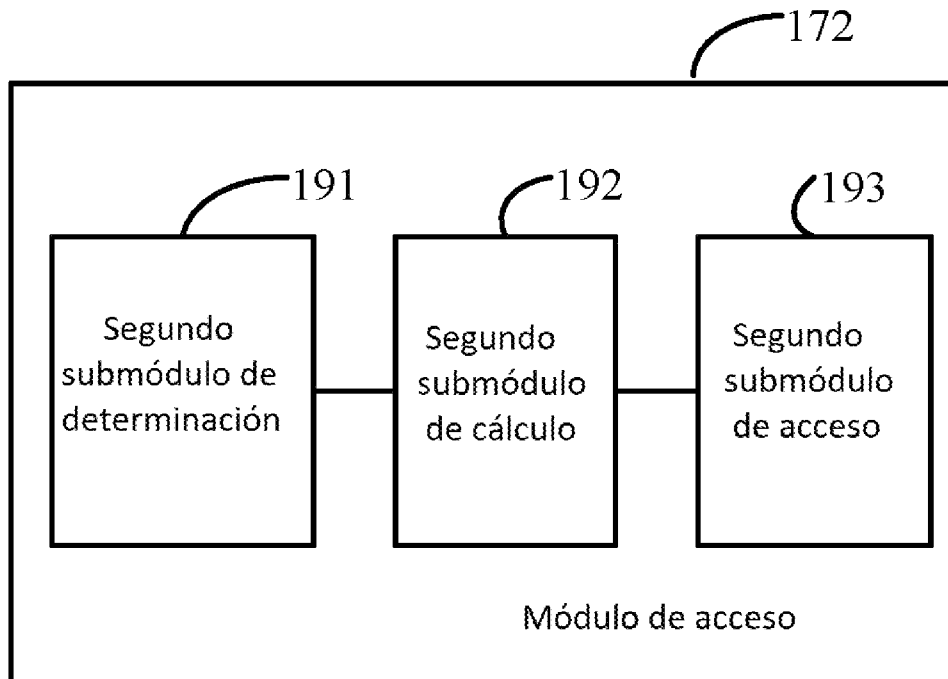 172
191
192
193
Segundo
submódulo de
determinación
Segundo
submódulo
de cálculo
Segundo
submódulo
de acceso
Módulo de acceso